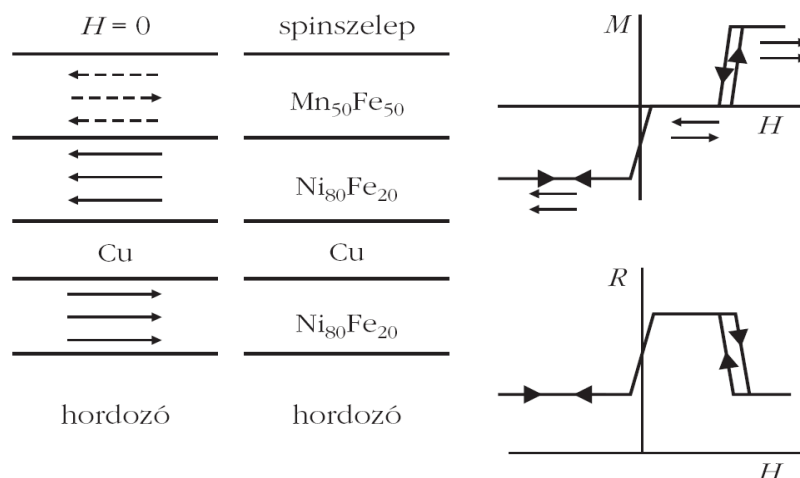 H = 0
spinszelep
Mn50Fe50
Ni80Fe20
Cu
Cu
Ni80Fe20
hordozó
hordozó
M
H
R
H